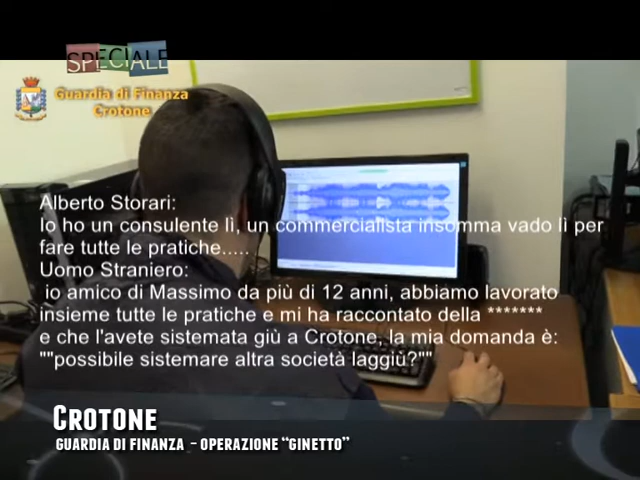 SPECIALE
Guardia di Finanza
Crotone
Alberto Storari:
Io ho un consulente lì, un commercialista insomma vado lì per
fare tutte le pratiche.....
Uomo Straniero:
io amico di Massimo da più di 12 anni, abbiamo lavorato
insieme tutte le pratiche e mi ha raccontato della *******
e che l'avete sistemata giù a Crotone, la mia domanda è:
""possibile sistemare altra società laggiù?""
CROTONE
GUARDIA DI FINANZA - OPERAZIONE "GINETTO"